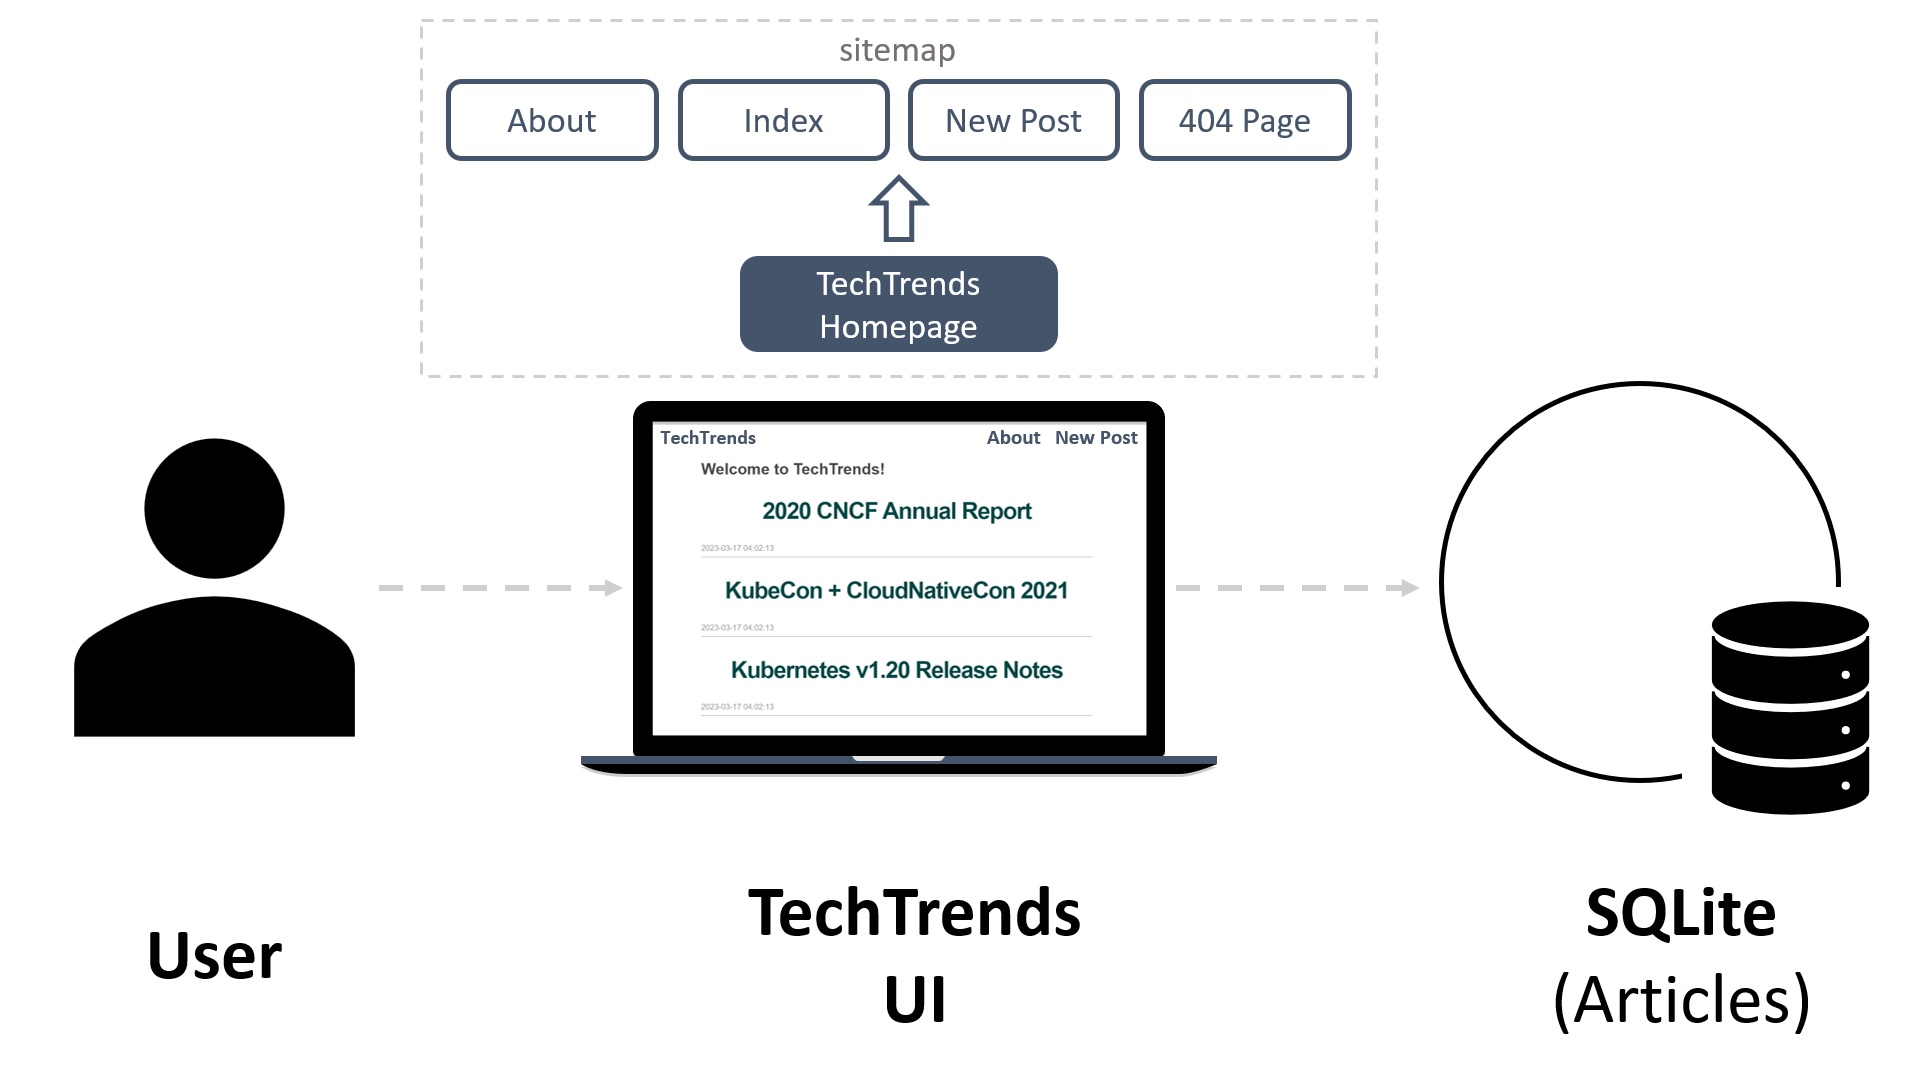 sitemap
About
Index
New Post
404 Page
TechTrends
Homepage
TechTrends
About New Post
Welcome to TechTrends!
2020 CNCF Annual Report
2023-03-17 04:02:13
KubeCon + CloudNativeCon 2021
2023-03-17 04:02:13
Kubernetes v1.20 Release Notes
2023-03-17 04:02:13
User
TechTrends
UI
SQLite
(Articles)